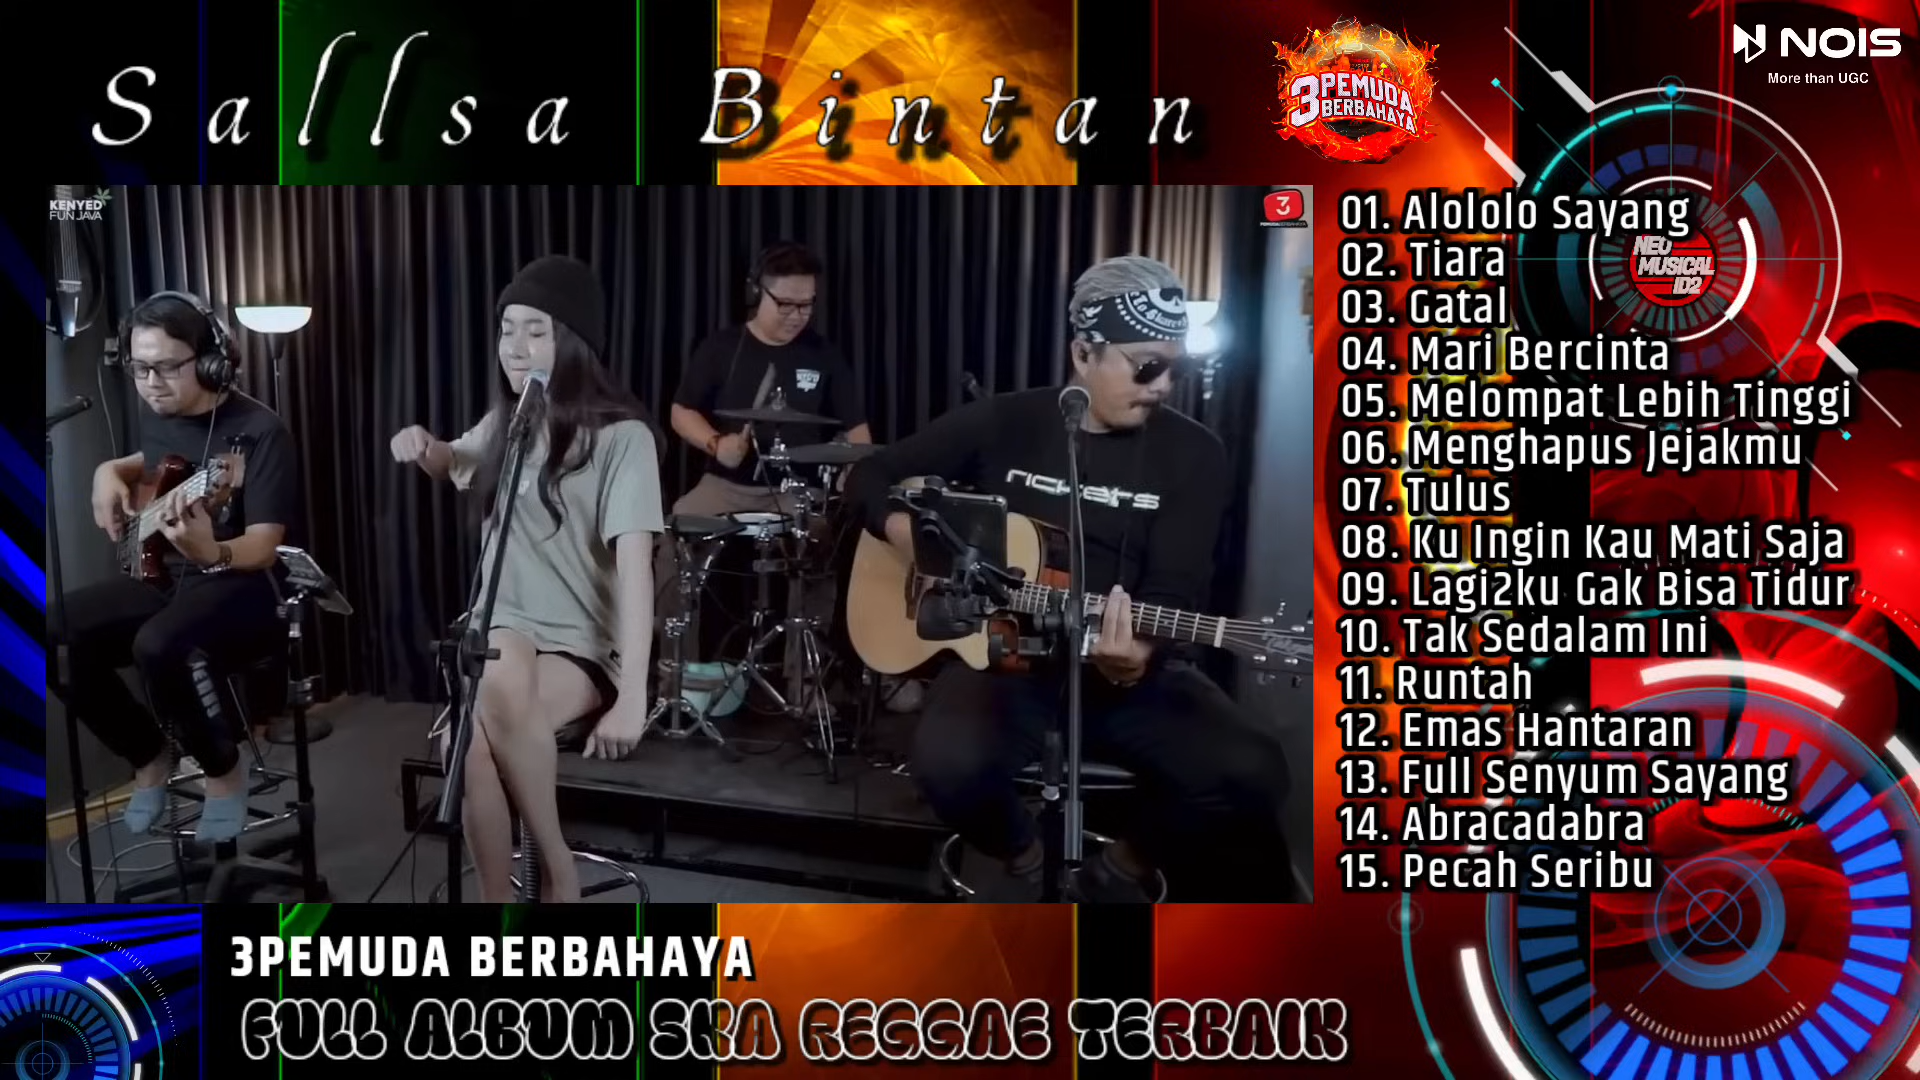 Sallsa Bintan
3PEMUDA
BERBAHAYA
NOIS
More than UGC
KENYED
FUN JAVA
3
rickets
NEO
MUSICAL
ID2
01. Alololo Sayang
02. Tiara
03. Gatal
04. Mari Bercinta
05. Melompat Lebih Tinggi
06. Menghapus Jejakmu
07. Tulus
08. Ku Ingin Kau Mati Saja
09. Lagi2ku Gak Bisa Tidur
10. Tak Sedalam Ini
11. Runtah
12. Emas Hantaran
13. Full Senyum Sayang
14. Abracadabra
15. Pecah Seribu
3PEMUDA BERBAHAYA
FULL ALBUM SKA REGGAE TERBAIK